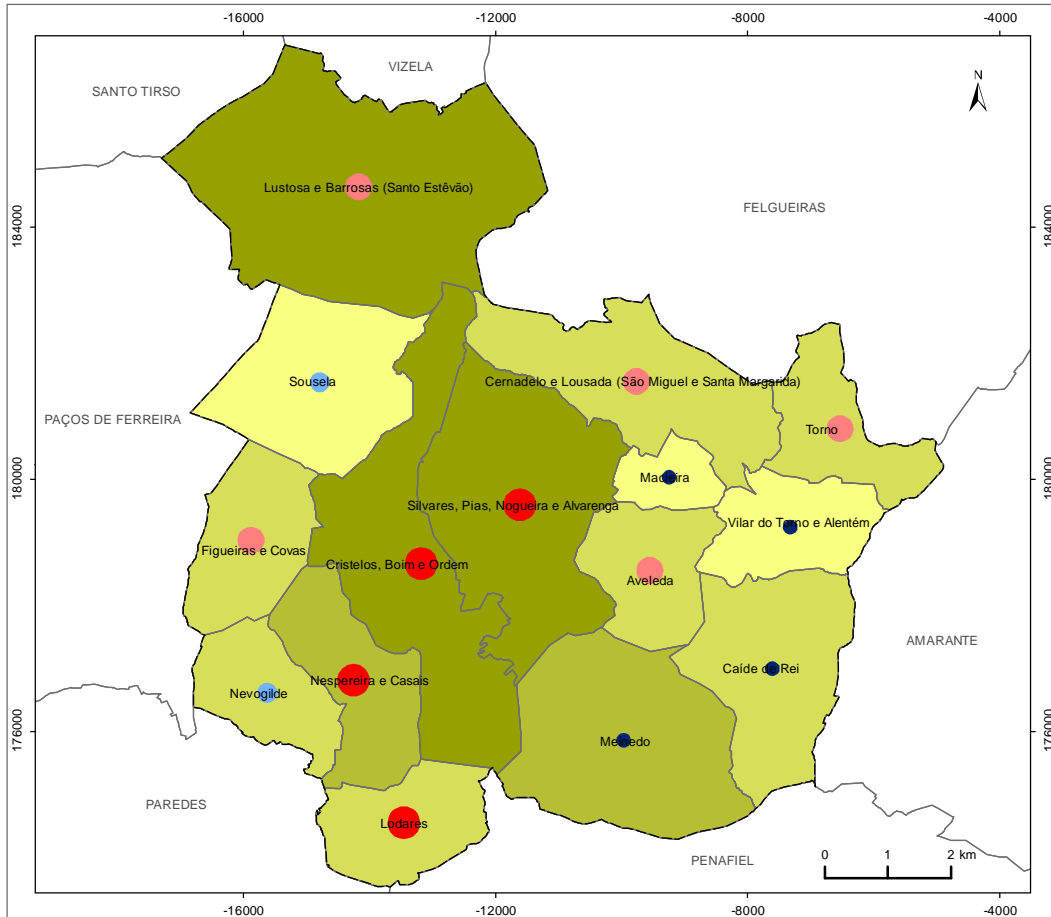 -16000
-12000
-8000
-4000
VIZELA
SANTO TIRSO
N
Lustosa e Barrosas (Santo Estêvão)
FELGUEIRAS
184000
184000
Sousela
Cernadelo e Lousada (São Miguel e Santa Margarida)
PAÇOS DE FERREIRA
Torno
Macieira
180000
180000
Silvares, Pias, Nogueira e Alvarenga
Vilar do Torno e Alentém
Figueiras e Covas
Cristelos, Boim e Ordem
Aveleda
AMARANTE
Caíde de Rei
Nespereira e Casais
Nevogilde
176000
176000
Meinedo
PAREDES
Lodares
PENAFIEL
0 1 2 km
-16000
-12000
-8000
-4000